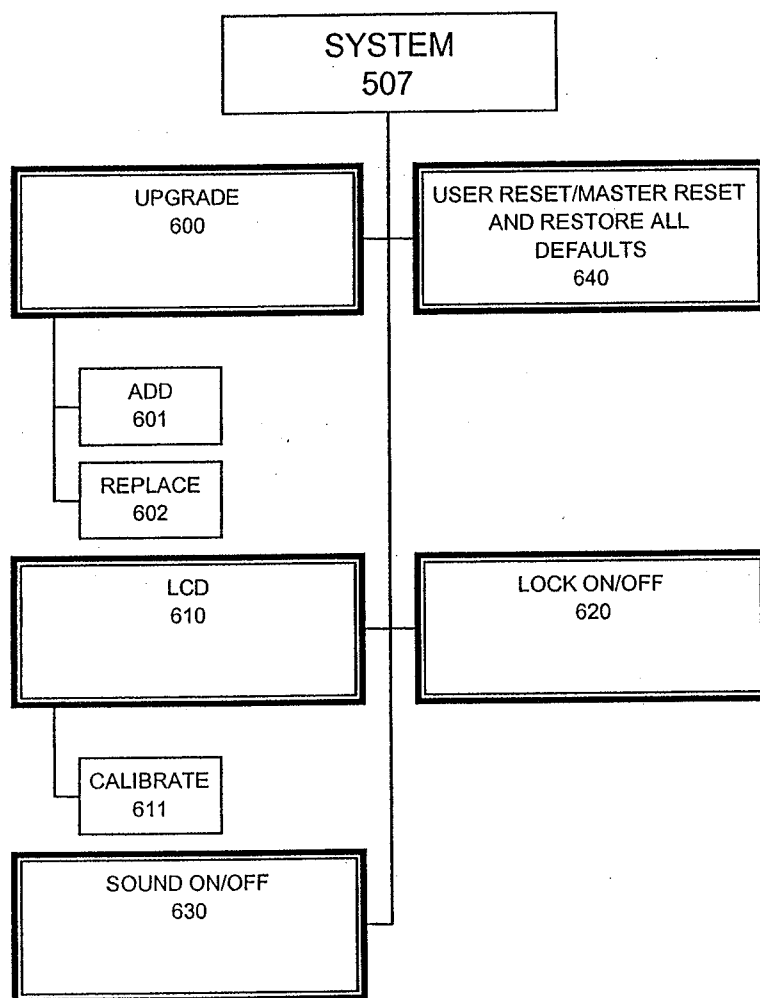 SYSTEM
507
UPGRADE
600
USER RESET/MASTER RESET
AND RESTORE ALL
DEFAULTS
640
ADD
601
REPLACE
602
LCD
610
LOCK ON/OFF
620
CALIBRATE
611
SOUND ON/OFF
630